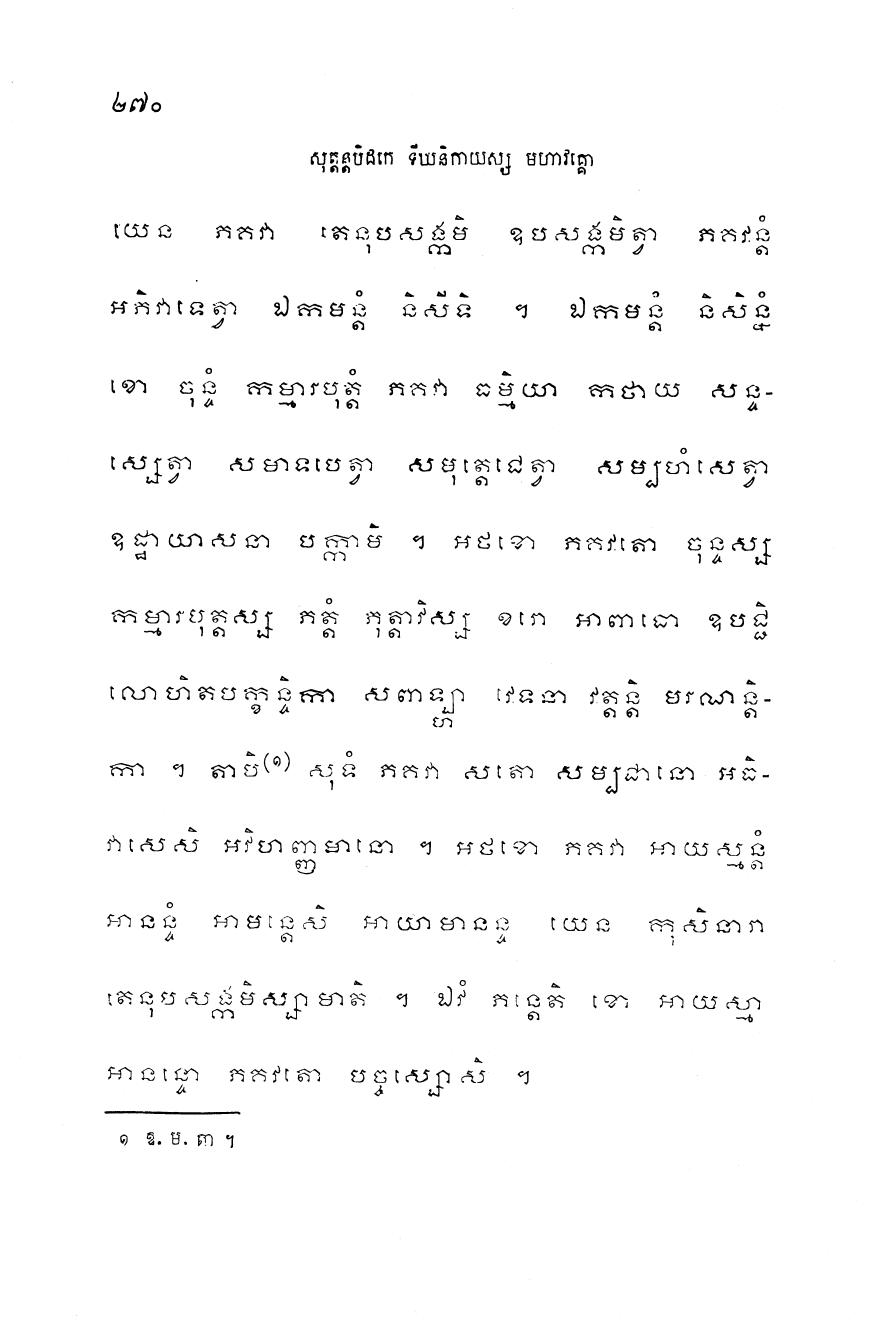 ២៧០
សុត្តន្តបិដកេ ទីឃនិកាយស្ស មហាវគ្គោ
យេន ភគវា តេនុបសង្កមិ ឧបសង្កមិត្វា ភគវន្តំ
អភិវាទេត្វា ឯកមន្តំ និសីទិ ។ ឯកមន្តំ និសិន្នំ
ខោ ចុន្ទំ កម្មារបុត្តំ ភគវា ធម្មិយា កថាយ សន្ទ-
ស្សេត្វា សមាទបេត្វា សមុត្តេជេត្វា សម្បហំសេត្វា
ឧដ្ឋាយាសនា បក្កាមិ ។ អថខោ ភគវតោ ចុន្ទស្ស
កម្មារបុត្តស្ស ភត្តំ ភុត្តាវិស្ស ខរោ អាពាធោ ឧបជ្ជិ
លោហិតបក្ខន្ទិកា សពាឡ្ហា វេទនា វត្តន្តិ មរណន្តិ-
កា ។ តាបិ(១) សុទំ ភគវា សតោ សម្បជានោ អធិ-
វាសេសិ អវិហញ្ញមានោ ។ អថខោ ភគវា អាយស្មន្តំ
អានន្ទំ អាមន្តេសិ អាយាមានន្ទ យេន កុសិនារា
តេនុបសង្កមិស្សាមាតិ ។ ឯវំ ភន្តេតិ ខោ អាយស្មា
អានន្ទោ ភគវតោ បច្ចស្សោសិ ។
១ ឱ. ម. តា ។